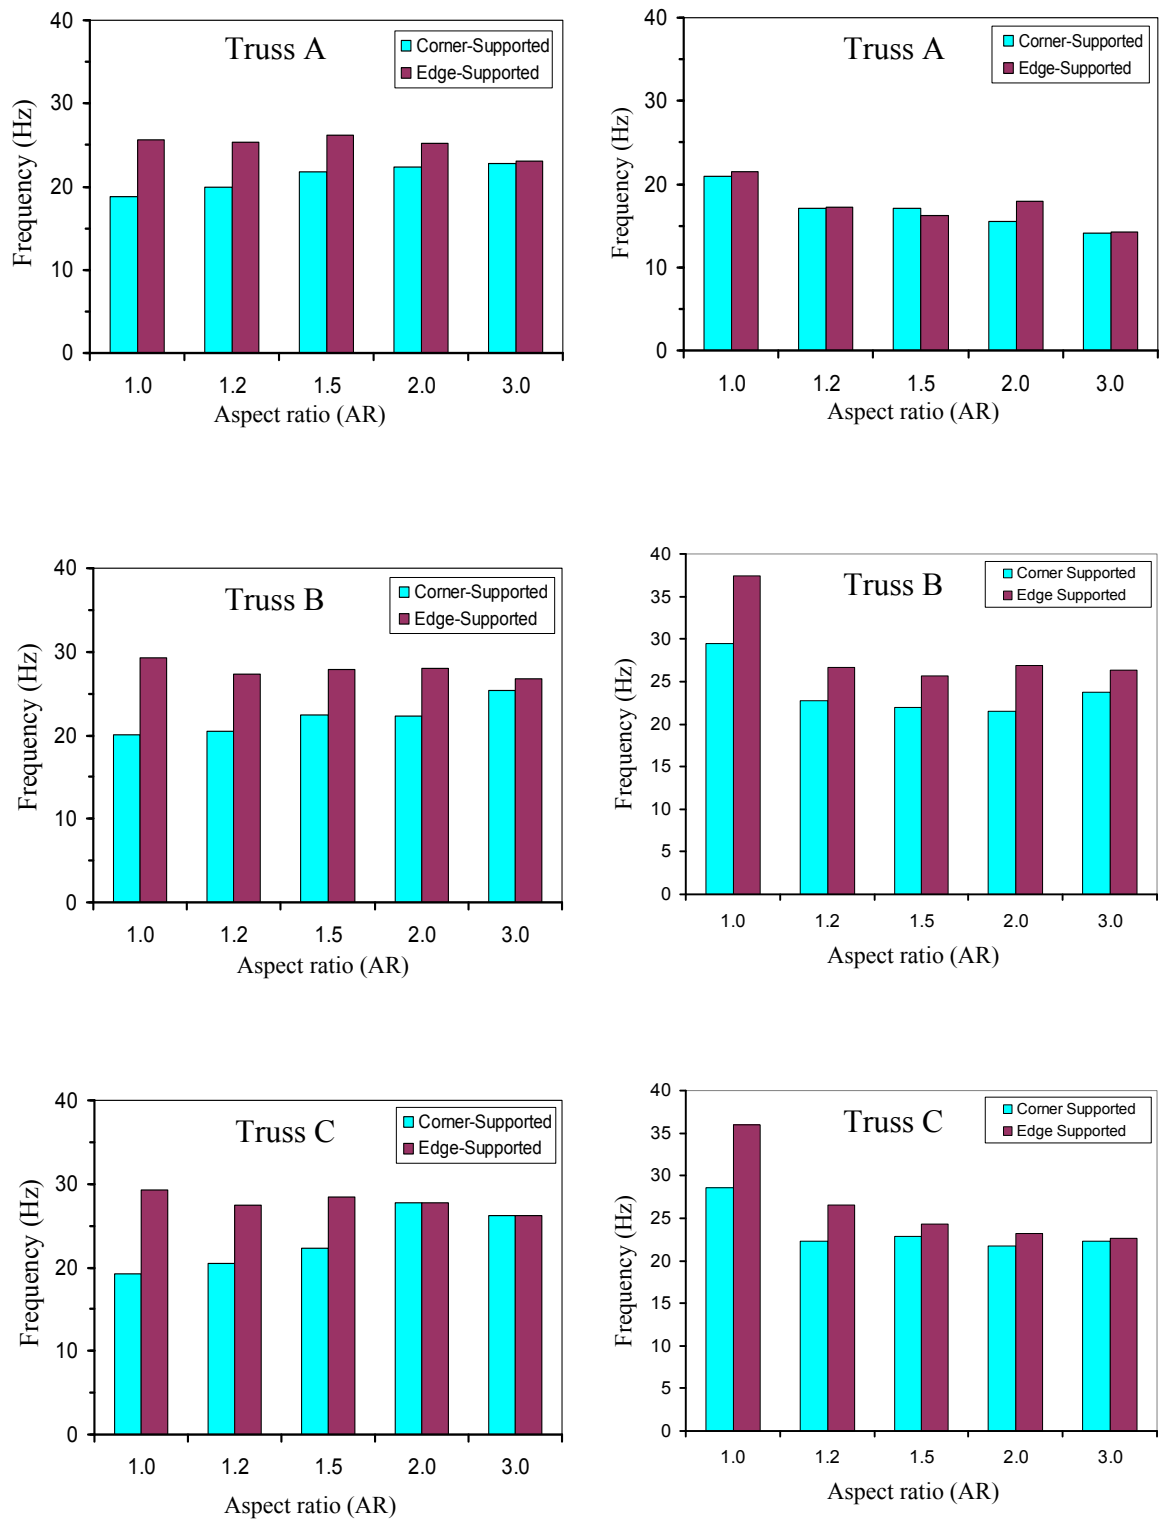 Truss A
Corner-Supported
Edge-Supported
Frequency (Hz)
40
30
20
10
0
1.0 1.2 1.5 2.0 3.0
Aspect ratio (AR)
Truss A
Corner-Supported
Edge-Supported
Frequency (Hz)
40
30
20
10
0
1.0 1.2 1.5 2.0 3.0
Aspect ratio (AR)
Truss B
Corner-Supported
Edge-Supported
Frequency (Hz)
40
30
20
10
0
1.0 1.2 1.5 2.0 3.0
Aspect ratio (AR)
Truss B
Corner Supported
Edge Supported
Frequency (Hz)
40
35
30
25
20
15
10
5
0
1.0 1.2 1.5 2.0 3.0
Aspect ratio (AR)
Truss C
Corner-Supported
Edge-Supported
Frequency (Hz)
40
30
20
10
0
1.0 1.2 1.5 2.0 3.0
Aspect ratio (AR)
Truss C
Corner Supported
Edge Supported
Frequency (Hz)
40
35
30
25
20
15
10
5
0
1.0 1.2 1.5 2.0 3.0
Aspect ratio (AR)